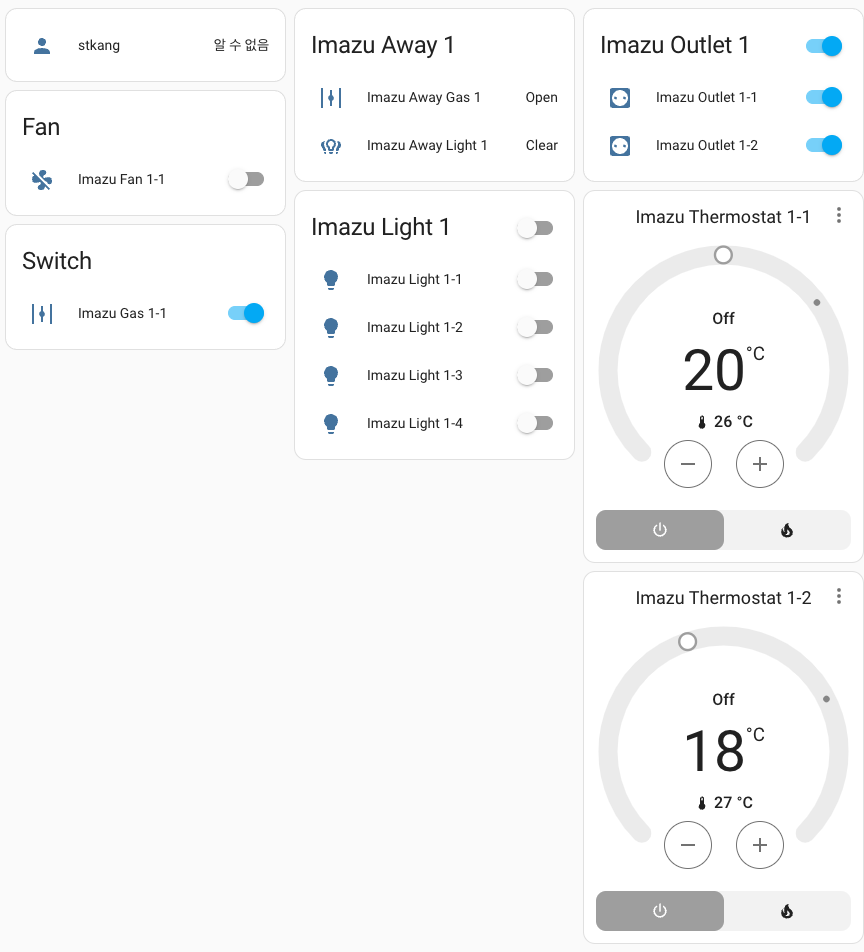 stkang 알 수 없음
Fan
Imazu Fan 1-1
Switch
Imazu Gas 1-1
Imazu Away 1
Imazu Away Gas 1 Open
Imazu Away Light 1 Clear
Imazu Light 1
Imazu Light 1-1
Imazu Light 1-2
Imazu Light 1-3
Imazu Light 1-4
Imazu Outlet 1
Imazu Outlet 1-1
Imazu Outlet 1-2
Imazu Thermostat 1-1
Off
20 °C
26 °C
Imazu Thermostat 1-2
Off
18 °C
27 °C